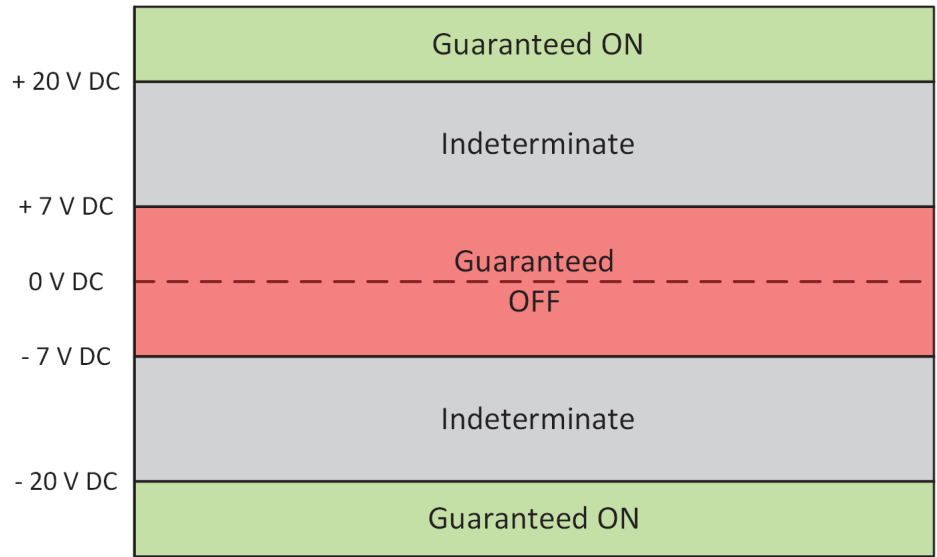 Guaranteed ON
+ 20 V DC
Indeterminate
+ 7 V DC
Guaranteed
0 V DC
OFF
- 7 V DC
Indeterminate
- 20 V DC
Guaranteed ON